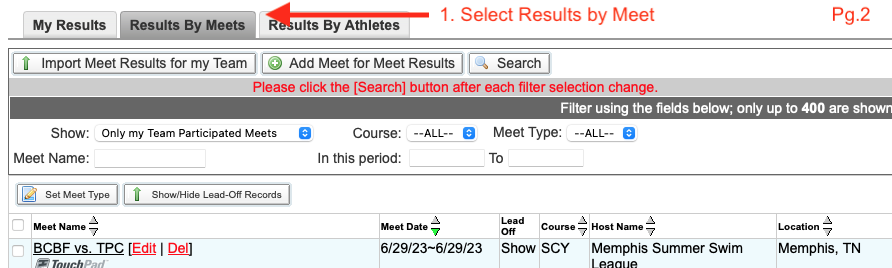 1. Select Results by Meet Pg.2
My Results Results By Meets Results By Athletes
Import Meet Results for my Team Add Meet for Meet Results Search
Please click the [Search] button after each filter selection change.
Filter using the fields below; only up to 400 are shown
Show: Only my Team Participated Meets Course: --ALL-- Meet Type: --ALL--
Meet Name: In this period: To
Set Meet Type Show/Hide Lead-Off Records
Meet Name Meet Date Lead Off Course Host Name Location
BCBF vs. TPC [Edit | Del] 6/29/23~6/29/23 Show SCY Memphis Summer Swim League Memphis, TN
TouchPad